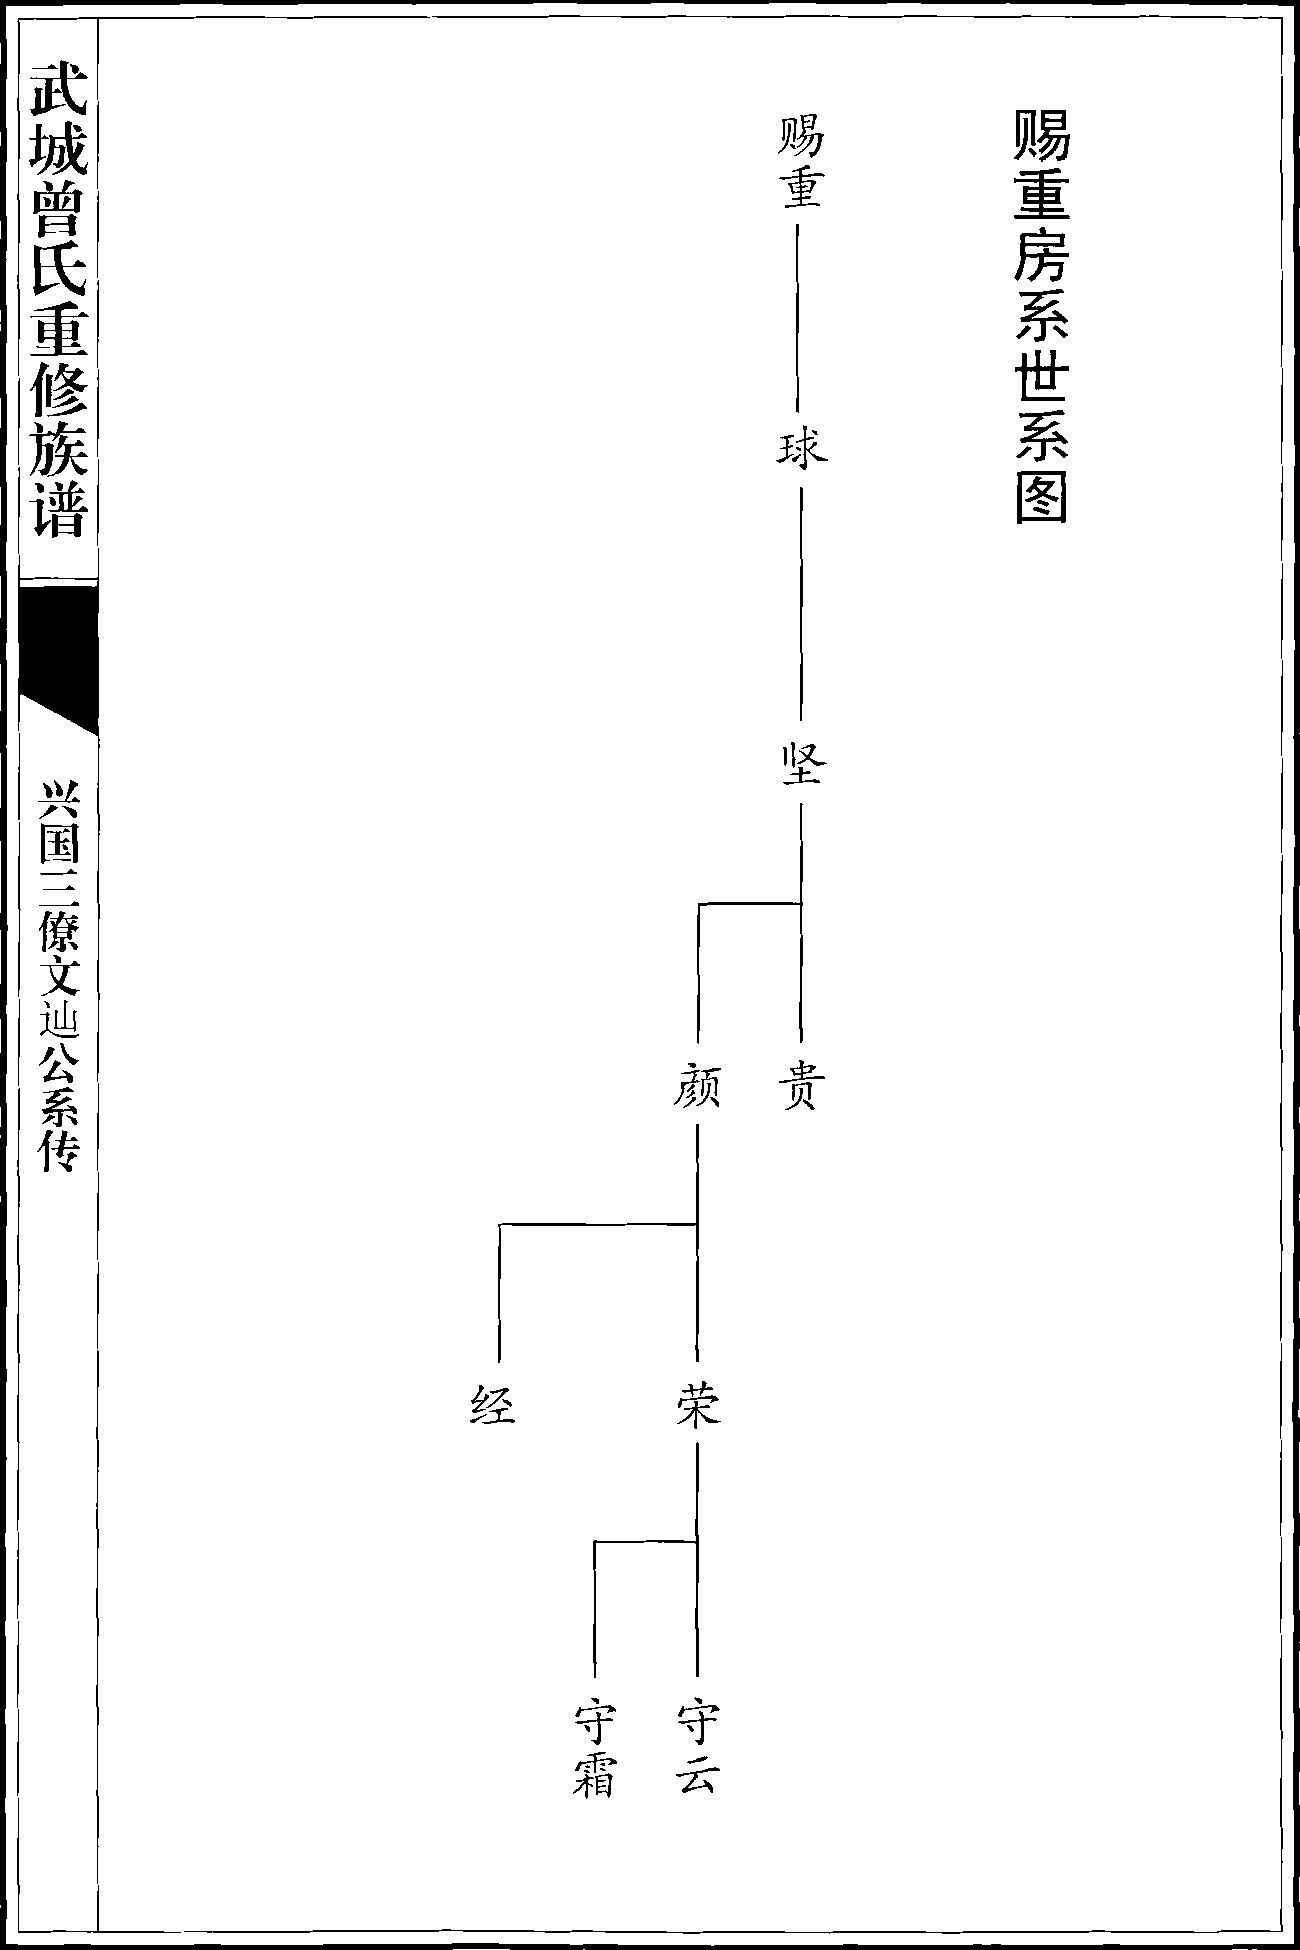 赐重房系世系图
赐重
球
坚
贵
颜
荣
经
守云
守霜
武城曾氏重修族谱
兴国三僚文辿公系传